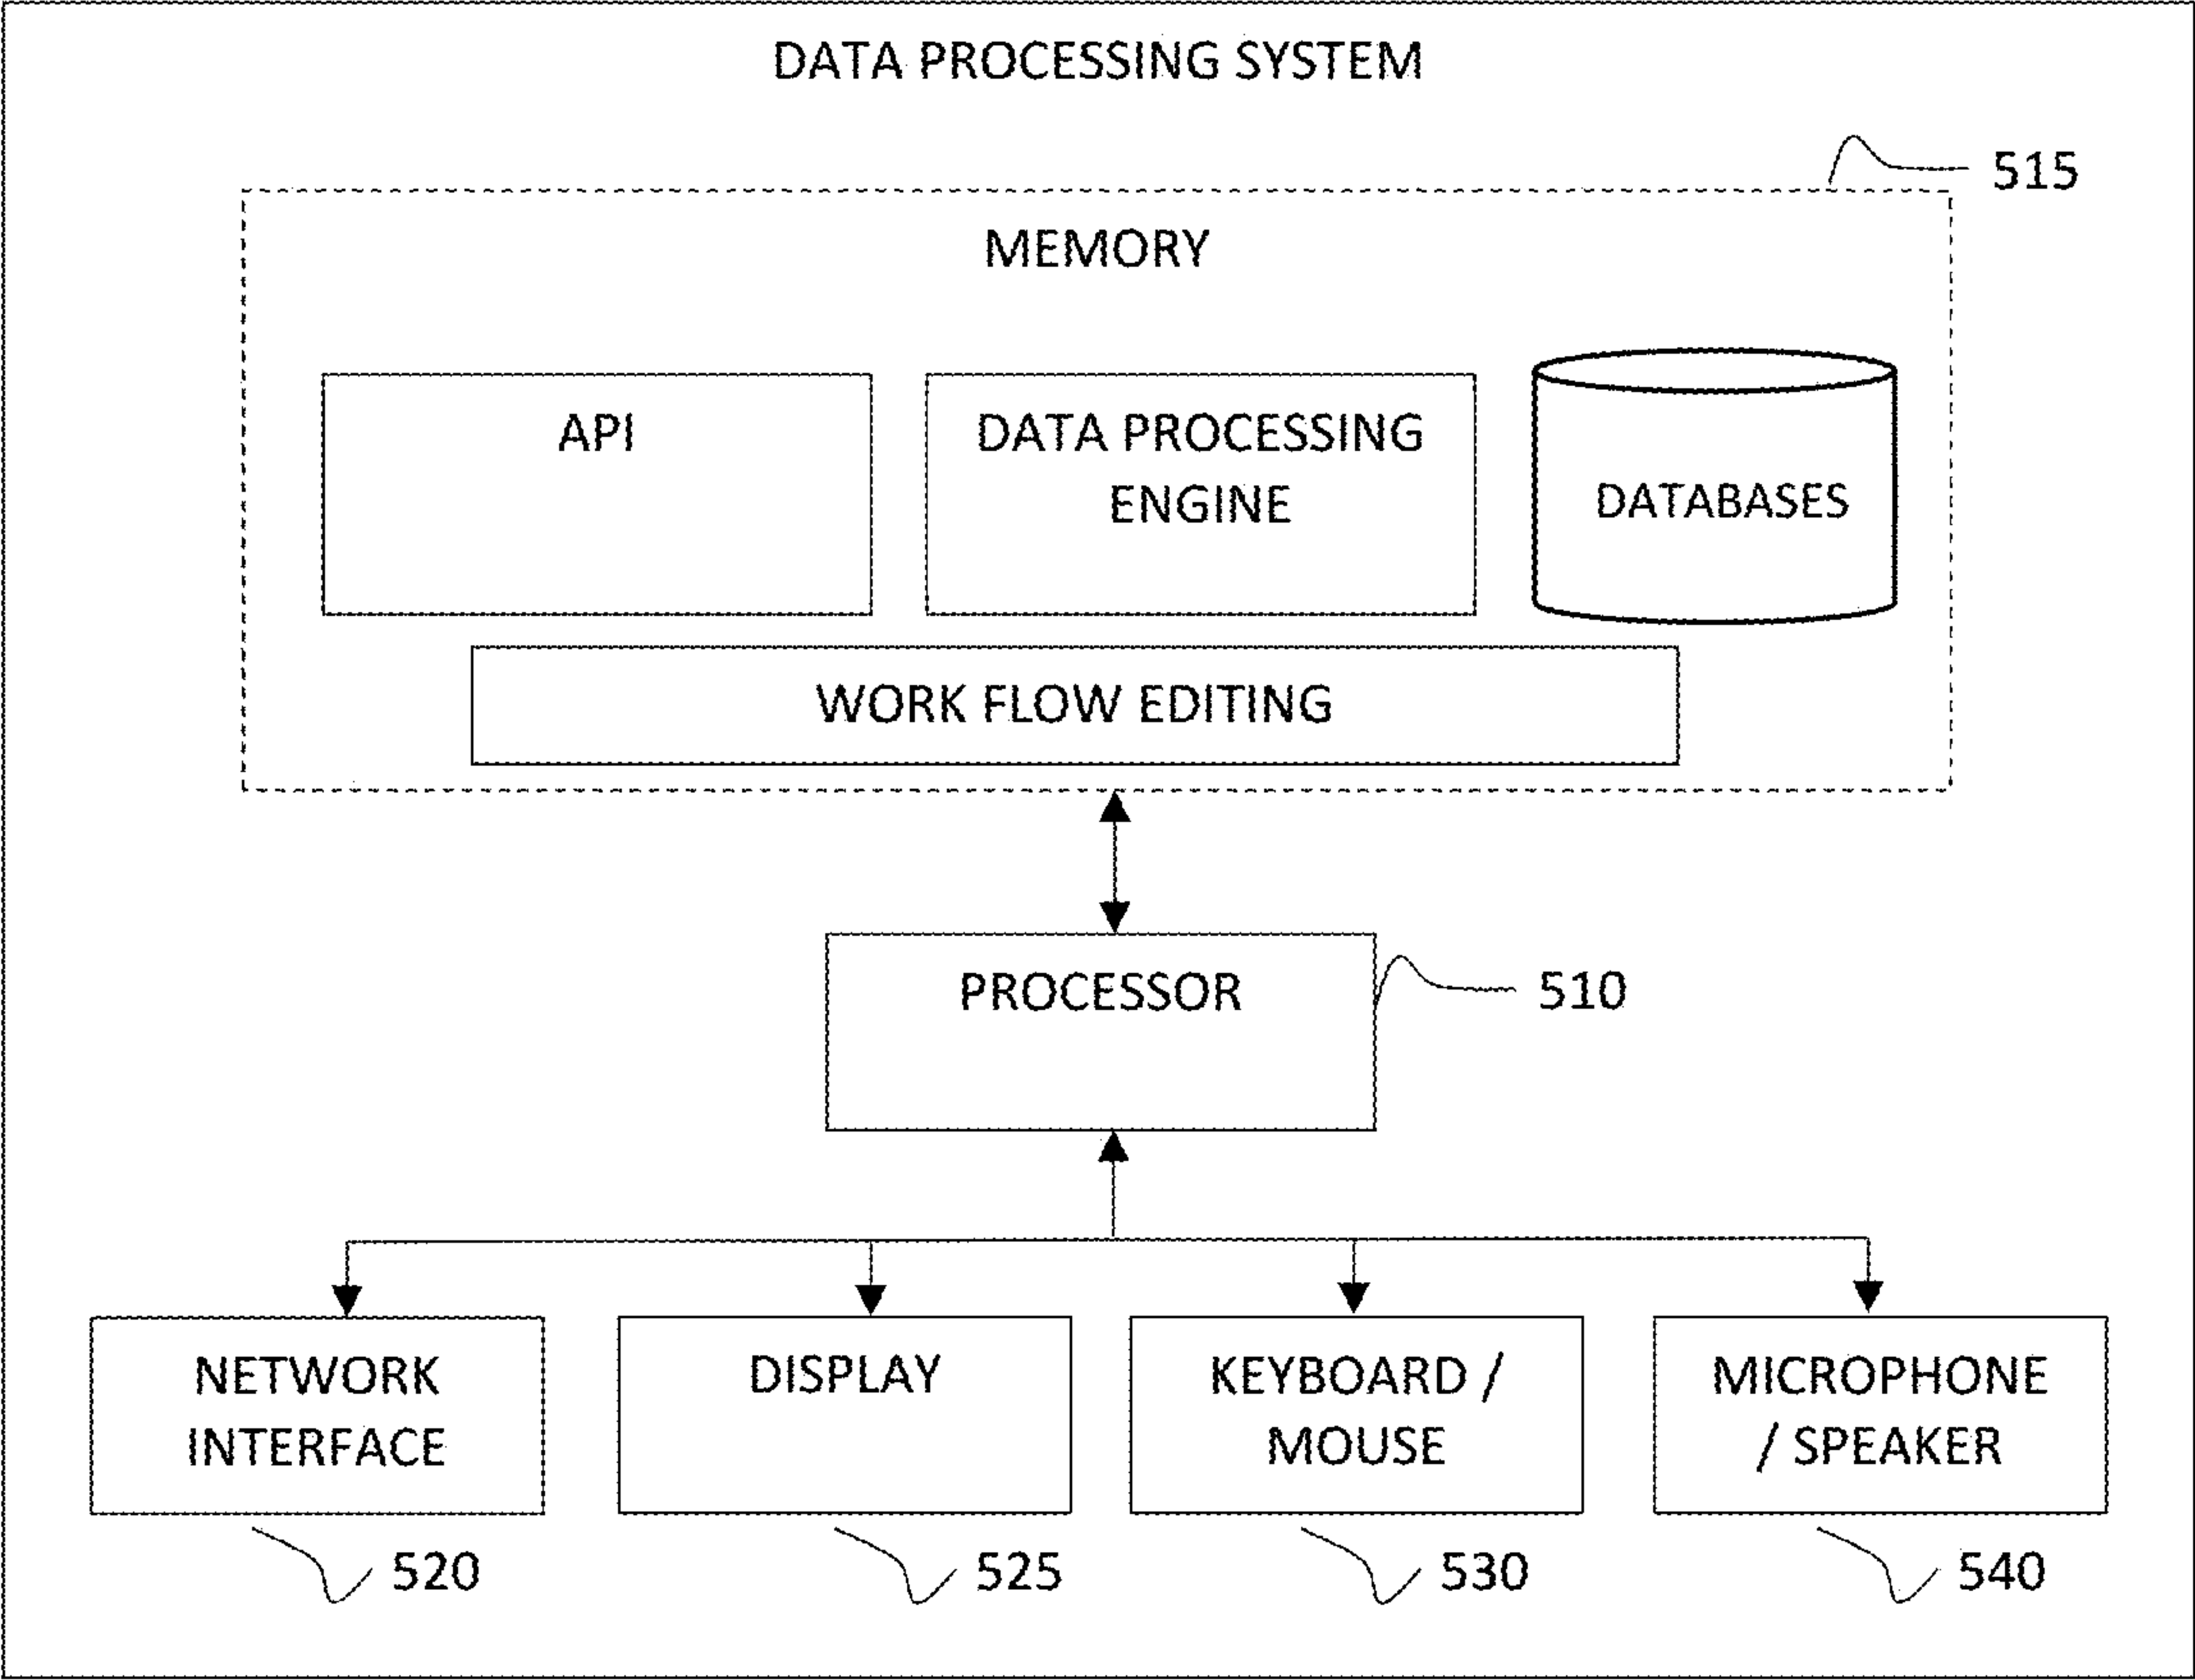 DATA PROCESSING SYSTEM
515
MEMORY
API
DATA PROCESSING
ENGINE
DATABASES
WORK FLOW EDITING
PROCESSOR
510
NETWORK
INTERFACE
DISPLAY
KEYBOARD /
MOUSE
MICROPHONE
/ SPEAKER
520
525
530
540